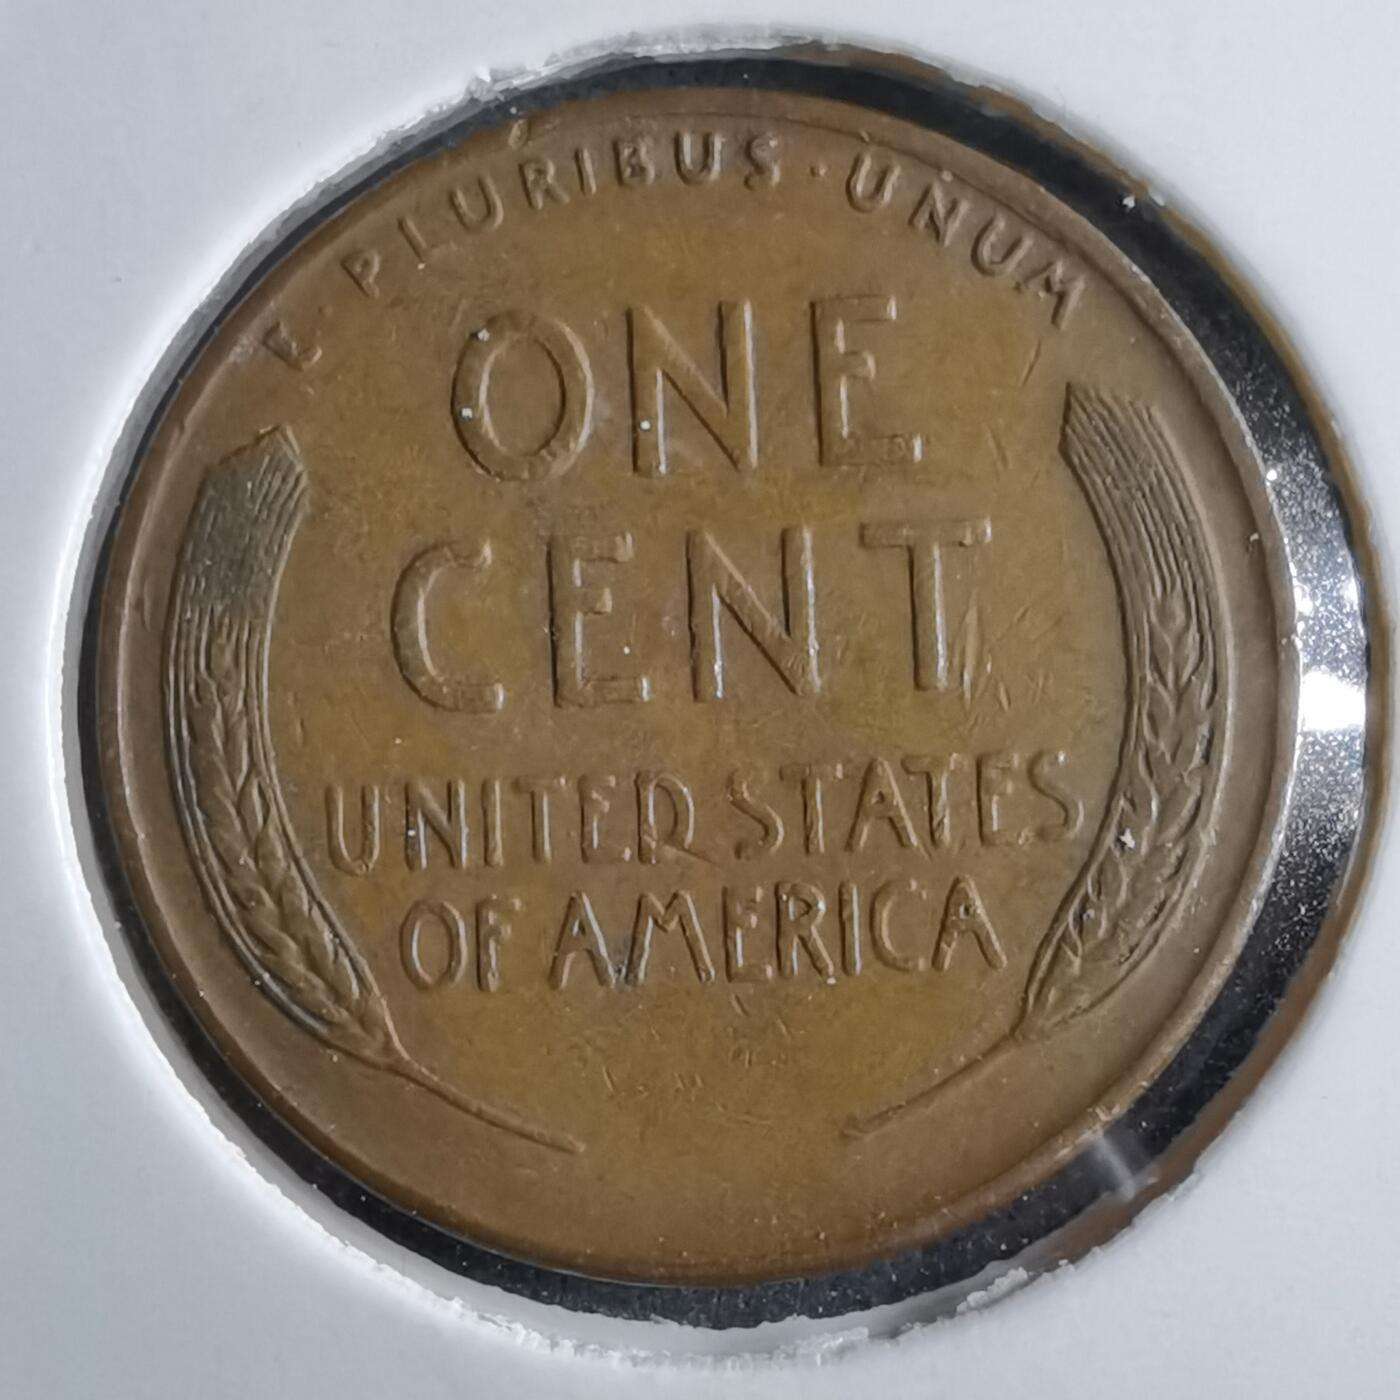 E · PLURIBUS · UNUM
ONE
CENT
UNITED STATES
OF AMERICA